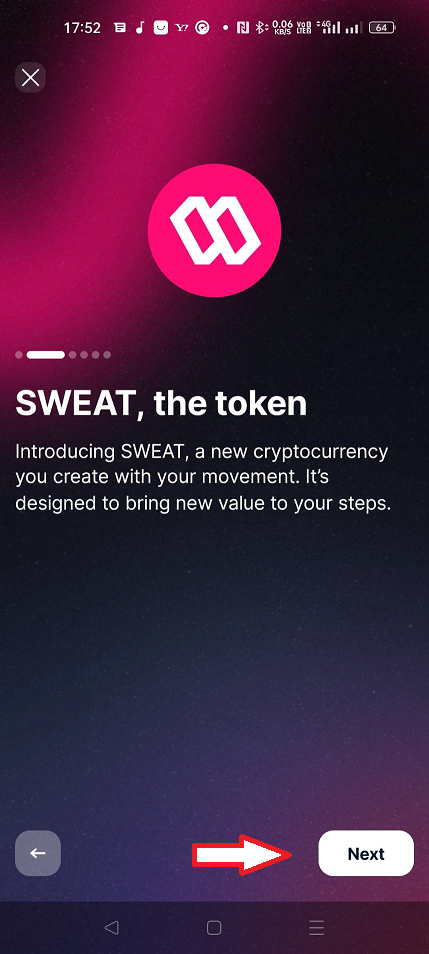 17:52
0.06 KB/S
Vo LTE
4G
64
SWEAT, the token
Introducing SWEAT, a new cryptocurrency
you create with your movement. It's
designed to bring new value to your steps.
Next